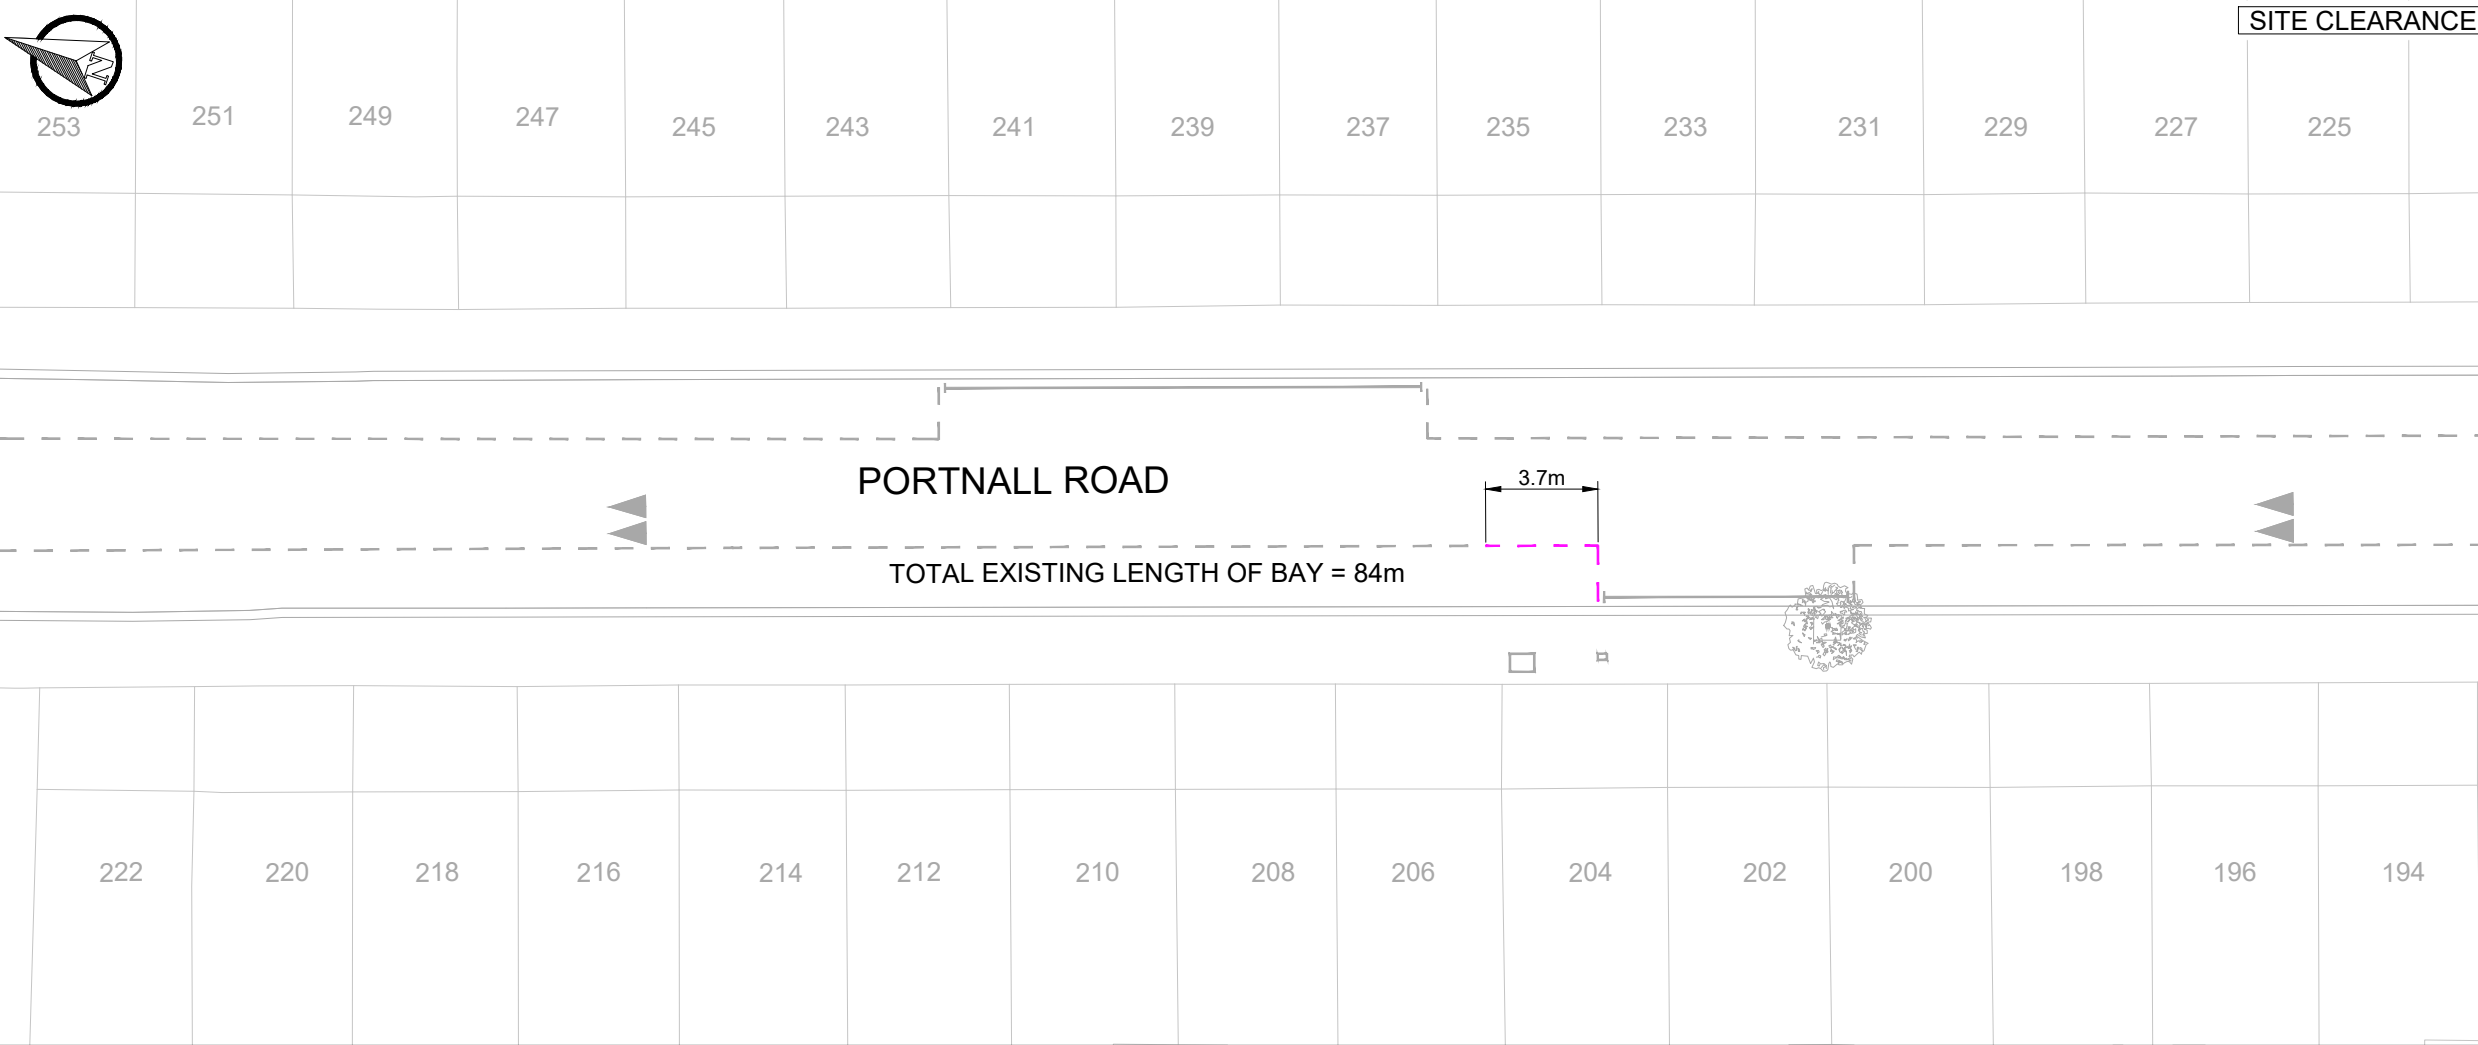 SITE CLEARANCE
N
253 251 249 247 245 243 241 239 237 235 233 231 229 227 225
PORTNALL ROAD
3.7m
TOTAL EXISTING LENGTH OF BAY = 84m
222 220 218 216 214 212 210 208 206 204 202 200 198 196 194